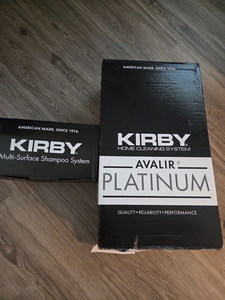 AMERICAN MADE. SINCE 1914.
KIRBY
Multi-Surface Shampoo System
AMERICAN MADE. SINCE 1914.
KIRBY
HOME CLEANING SYSTEM
AVALIR
PLATINUM
QUALITY • RELIABILITY • PERFORMANCE